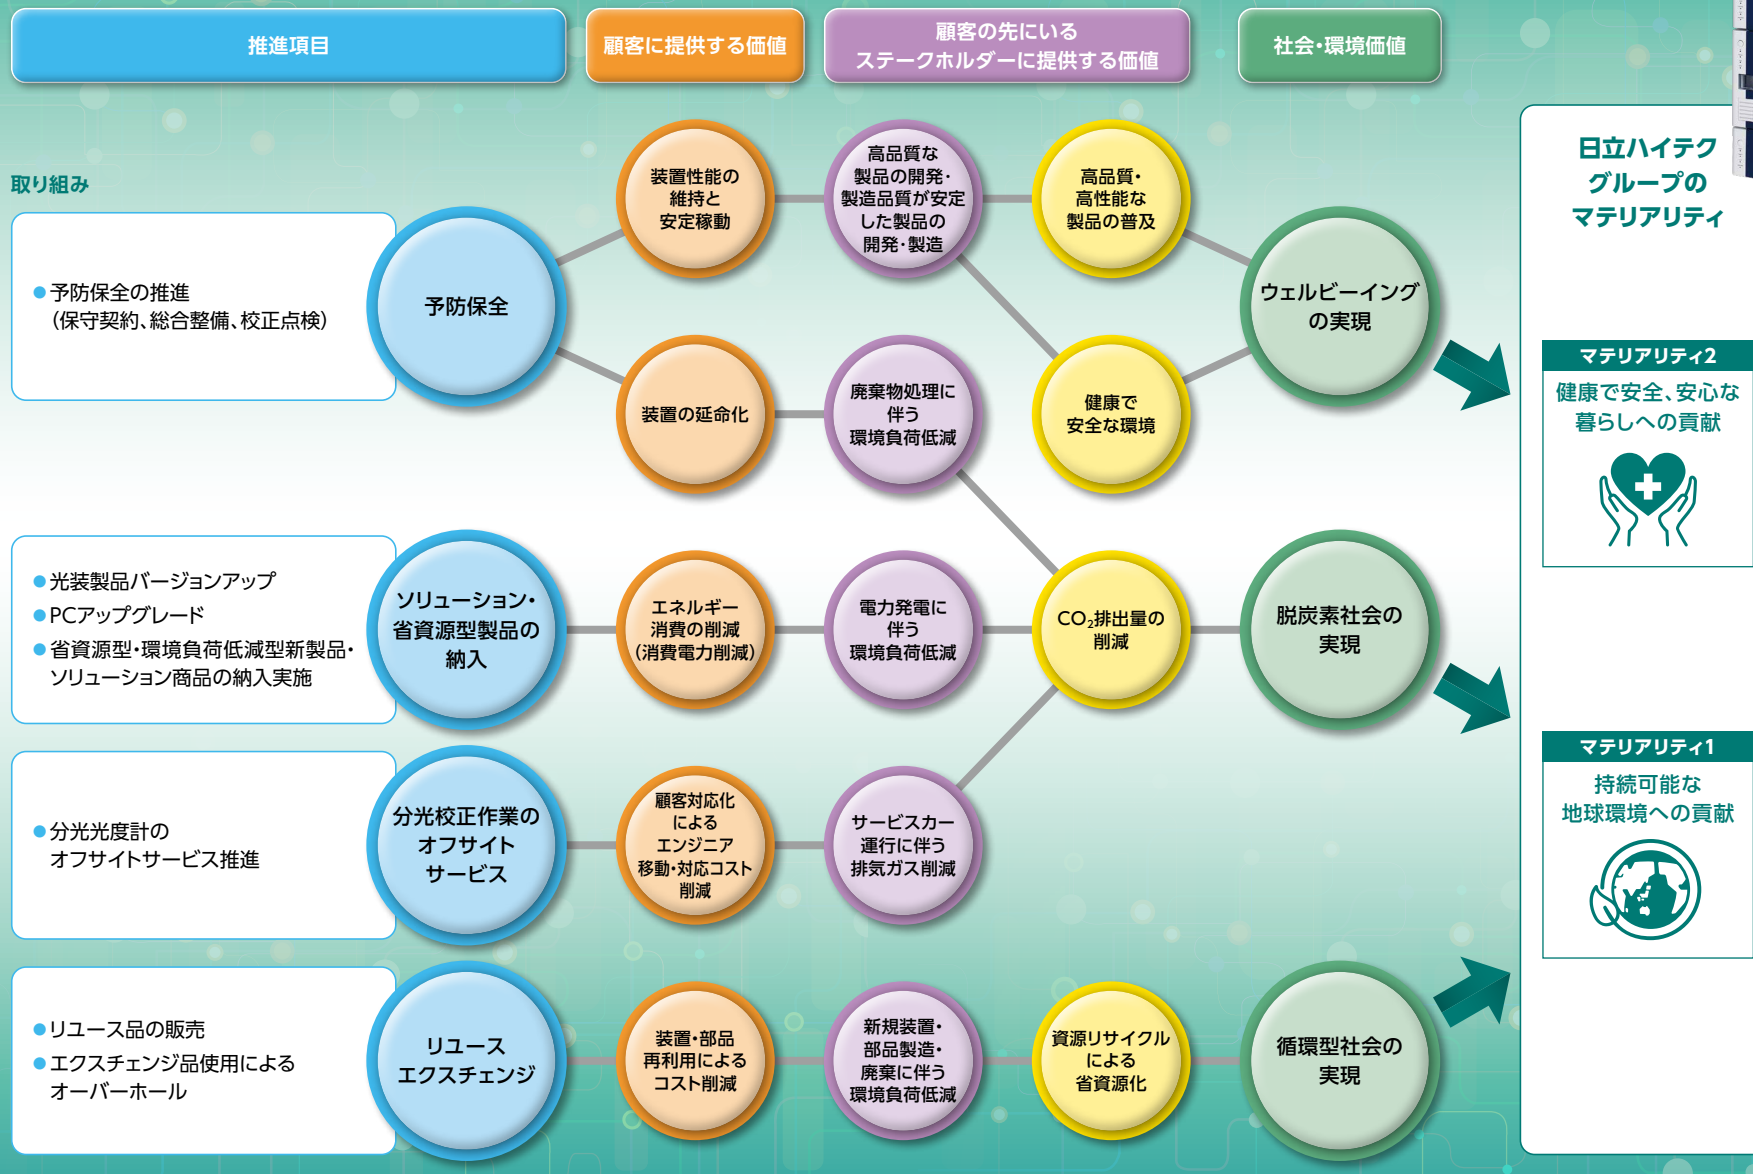 推進項目
顧客に提供する価値
顧客の先にいる
ステークホルダーに提供する価値
社会・環境価値
取り組み
●予防保全の推進
（保守契約、総合整備、校正点検）
予防保全
装置性能の
維持と
安定稼動
高品質な
製品の開発・
製造品質が安定
した製品の
開発・製造
高品質・
高性能な
製品の普及
装置の延命化
廃棄物処理に
伴う
環境負荷低減
健康で
安全な環境
ウェルビーイング
の実現
●光装製品バージョンアップ
●PCアップグレード
●省資源型・環境負荷低減型新製品・
ソリューション商品の納入実施
ソリューション・
省資源型製品の
納入
エネルギー
消費の削減
（消費電力削減）
電力発電に
伴う
環境負荷低減
CO₂排出量の
削減
脱炭素社会の
実現
●分光光度計の
オフサイトサービス推進
分光校正作業の
オフサイト
サービス
顧客対応化
による
エンジニア
移動・対応コスト
削減
サービスカー
運行に伴う
排気ガス削減
●リユース品の販売
●エクスチェンジ品使用による
オーバーホール
リユース
エクスチェンジ
装置・部品
再利用による
コスト削減
新規装置・
部品製造・
廃棄に伴う
環境負荷低減
資源リサイクル
による
省資源化
循環型社会の
実現
日立ハイテク
グループの
マテリアリティ
マテリアリティ2
健康で安全、安心な
暮らしへの貢献
マテリアリティ1
持続可能な
地球環境への貢献